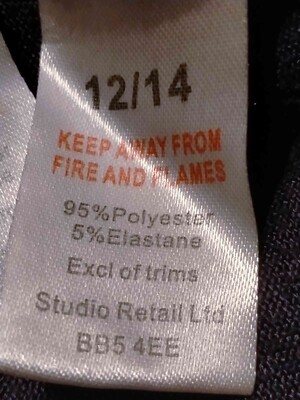 12/14
KEEP AWAY FROM
FIRE AND FLAMES
95%Polyester
5%Elastane
Excl of trims
Studio Retail Ltd
BB5 4EE